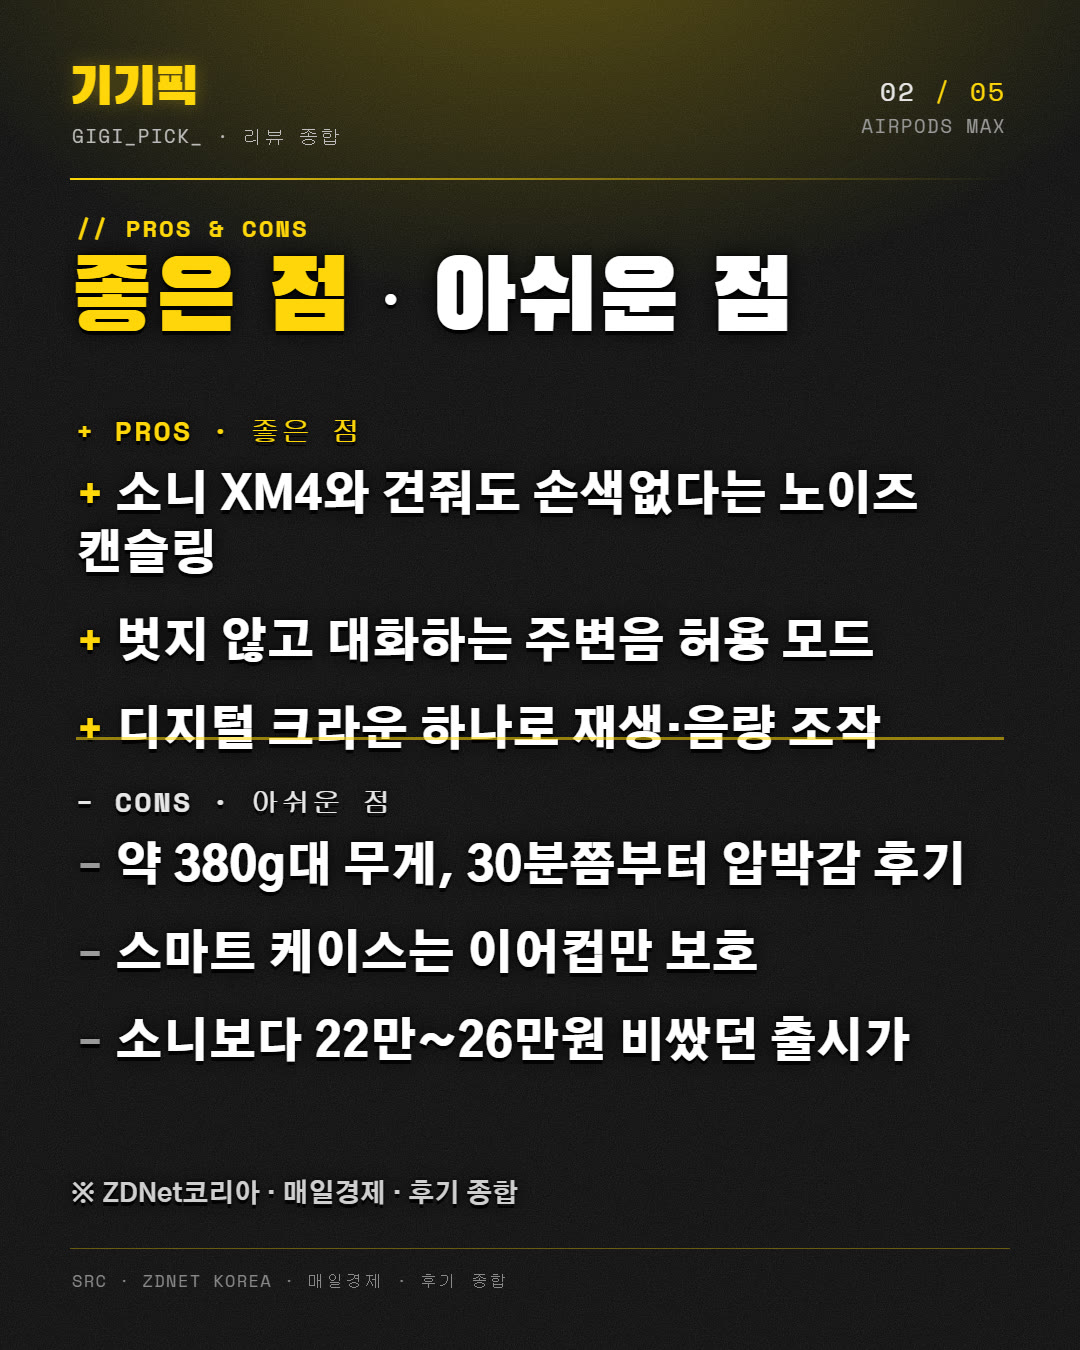 기기픽
GIGI_PICK_ · 리뷰 종합
02 / 05
AIRPODS MAX
// PROS & CONS
좋은 점 · 아쉬운 점
+ PROS · 좋은 점
+ 소니 XM4와 견줘도 손색없다는 노이즈
캔슬링
+ 벗지 않고 대화하는 주변음 허용 모드
+ 디지털 크라운 하나로 재생·음량 조작
- CONS · 아쉬운 점
– 약 380g대 무게, 30분쯤부터 압박감 후기
– 스마트 케이스는 이어컵만 보호
– 소니보다 22만~26만원 비쌌던 출시가
※ ZDNet코리아 · 매일경제 · 후기 종합
SRC · ZDNET KOREA · 매일경제 · 후기 종합